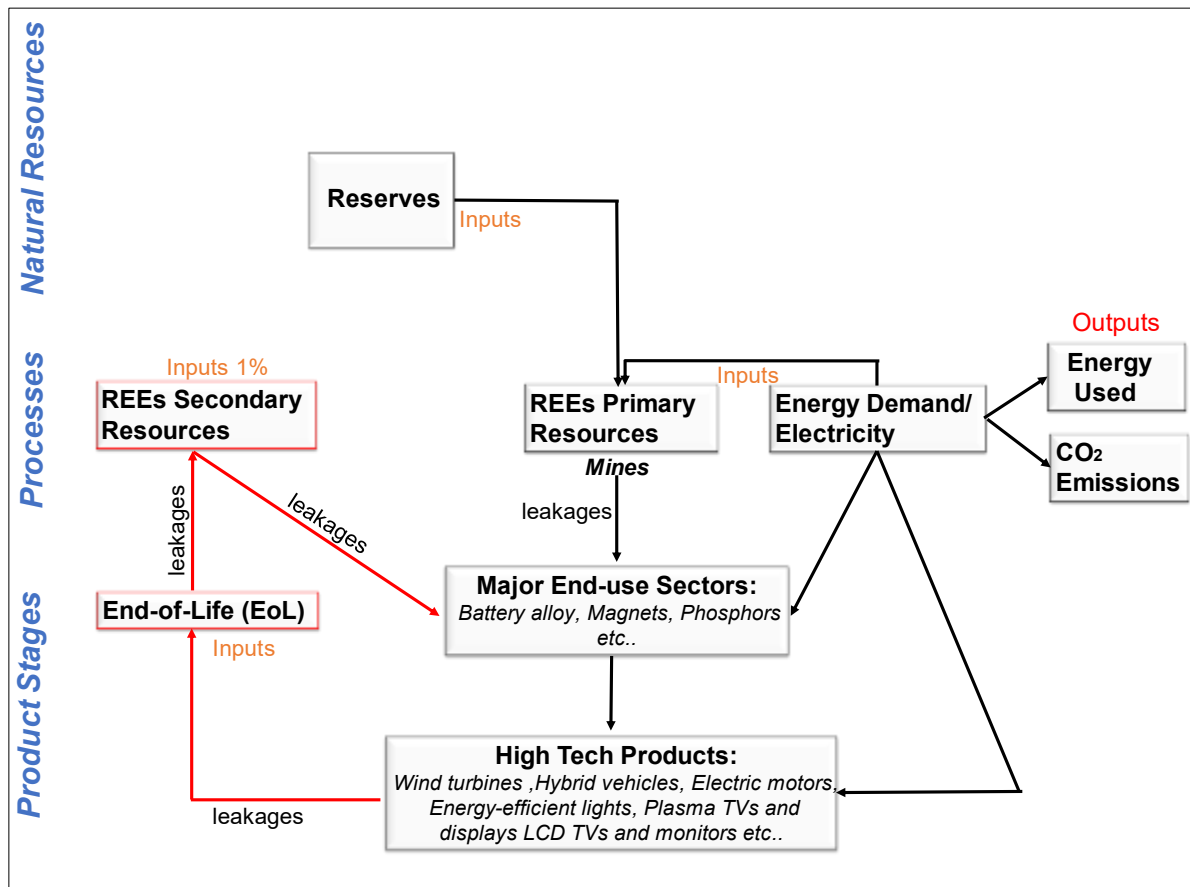 Natural Resources
Reserves
Inputs
Processes
Outputs
Energy
Used
Inputs 1%
Inputs
REEs Secondary
Resources
REEs Primary
Resources
Energy Demand/
Electricity
CO₂
Emissions
Mines
leakages
leakages
leakages
Product Stages
Major End-use Sectors:
Battery alloy, Magnets, Phosphors
etc..
End-of-Life (EoL)
Inputs
High Tech Products:
Wind turbines ,Hybrid vehicles, Electric motors,
Energy-efficient lights, Plasma TVs and
displays LCD TVs and monitors etc..
leakages